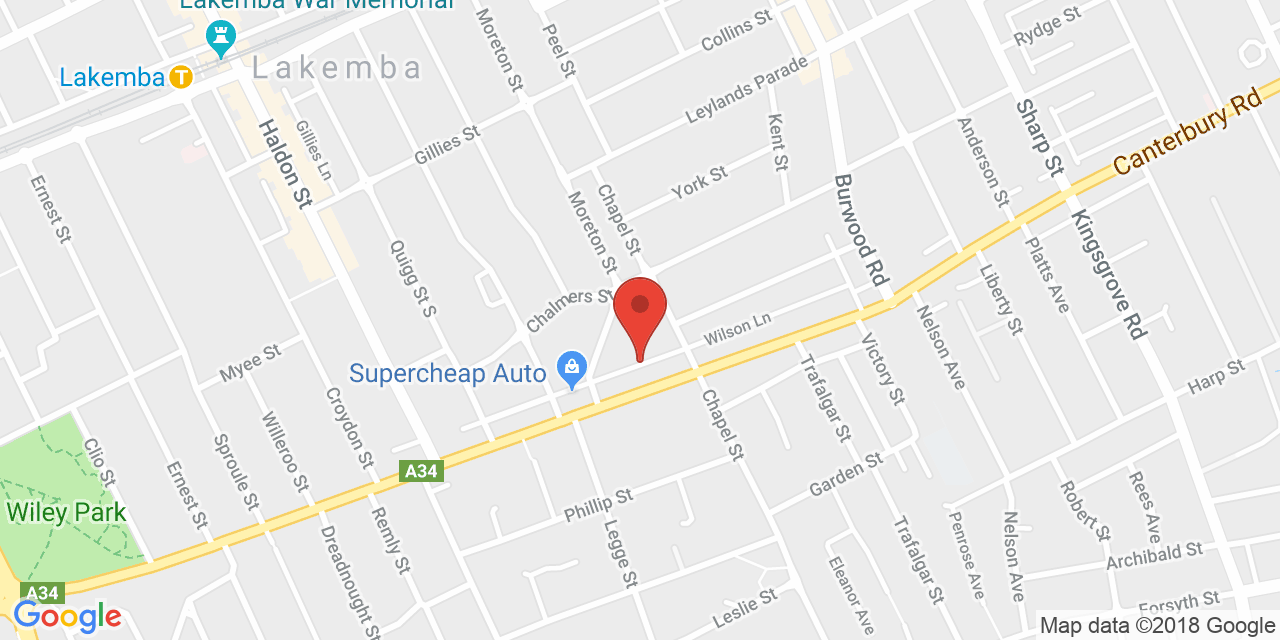 Lakemba War Memorial
Lakemba
T
Lakemba
Moreton St
Peel St
Collins St
Rydge St
Leylands Parade
Canterbury Rd
Sharp St
Anderson St
Kent St
Haldon St
Gillies Ln
Gillies St
York St
Ernest St
Moreton St
Chapel St
Burwood Rd
Kingsgrove Rd
Platts Ave
Quigg St S
Chalmers St
Liberty St
Wilson Ln
Nelson Ave
Victory St
Myee St
Supercheap Auto
Trafalgar St
Harp St
Croydon St
Chapel St
Willeroo St
Sproule St
Clio St
Ernest St
A34
Garden St
Wiley Park
Phillip St
Remly St
Dreadnought St
Legge St
Trafalgar St
Penrose Ave
Nelson Ave
Robert St
Rees Ave
Archibald St
Eleanor Ave
Leslie St
Forsyth St
A34
Google
Map data ©2018 Google